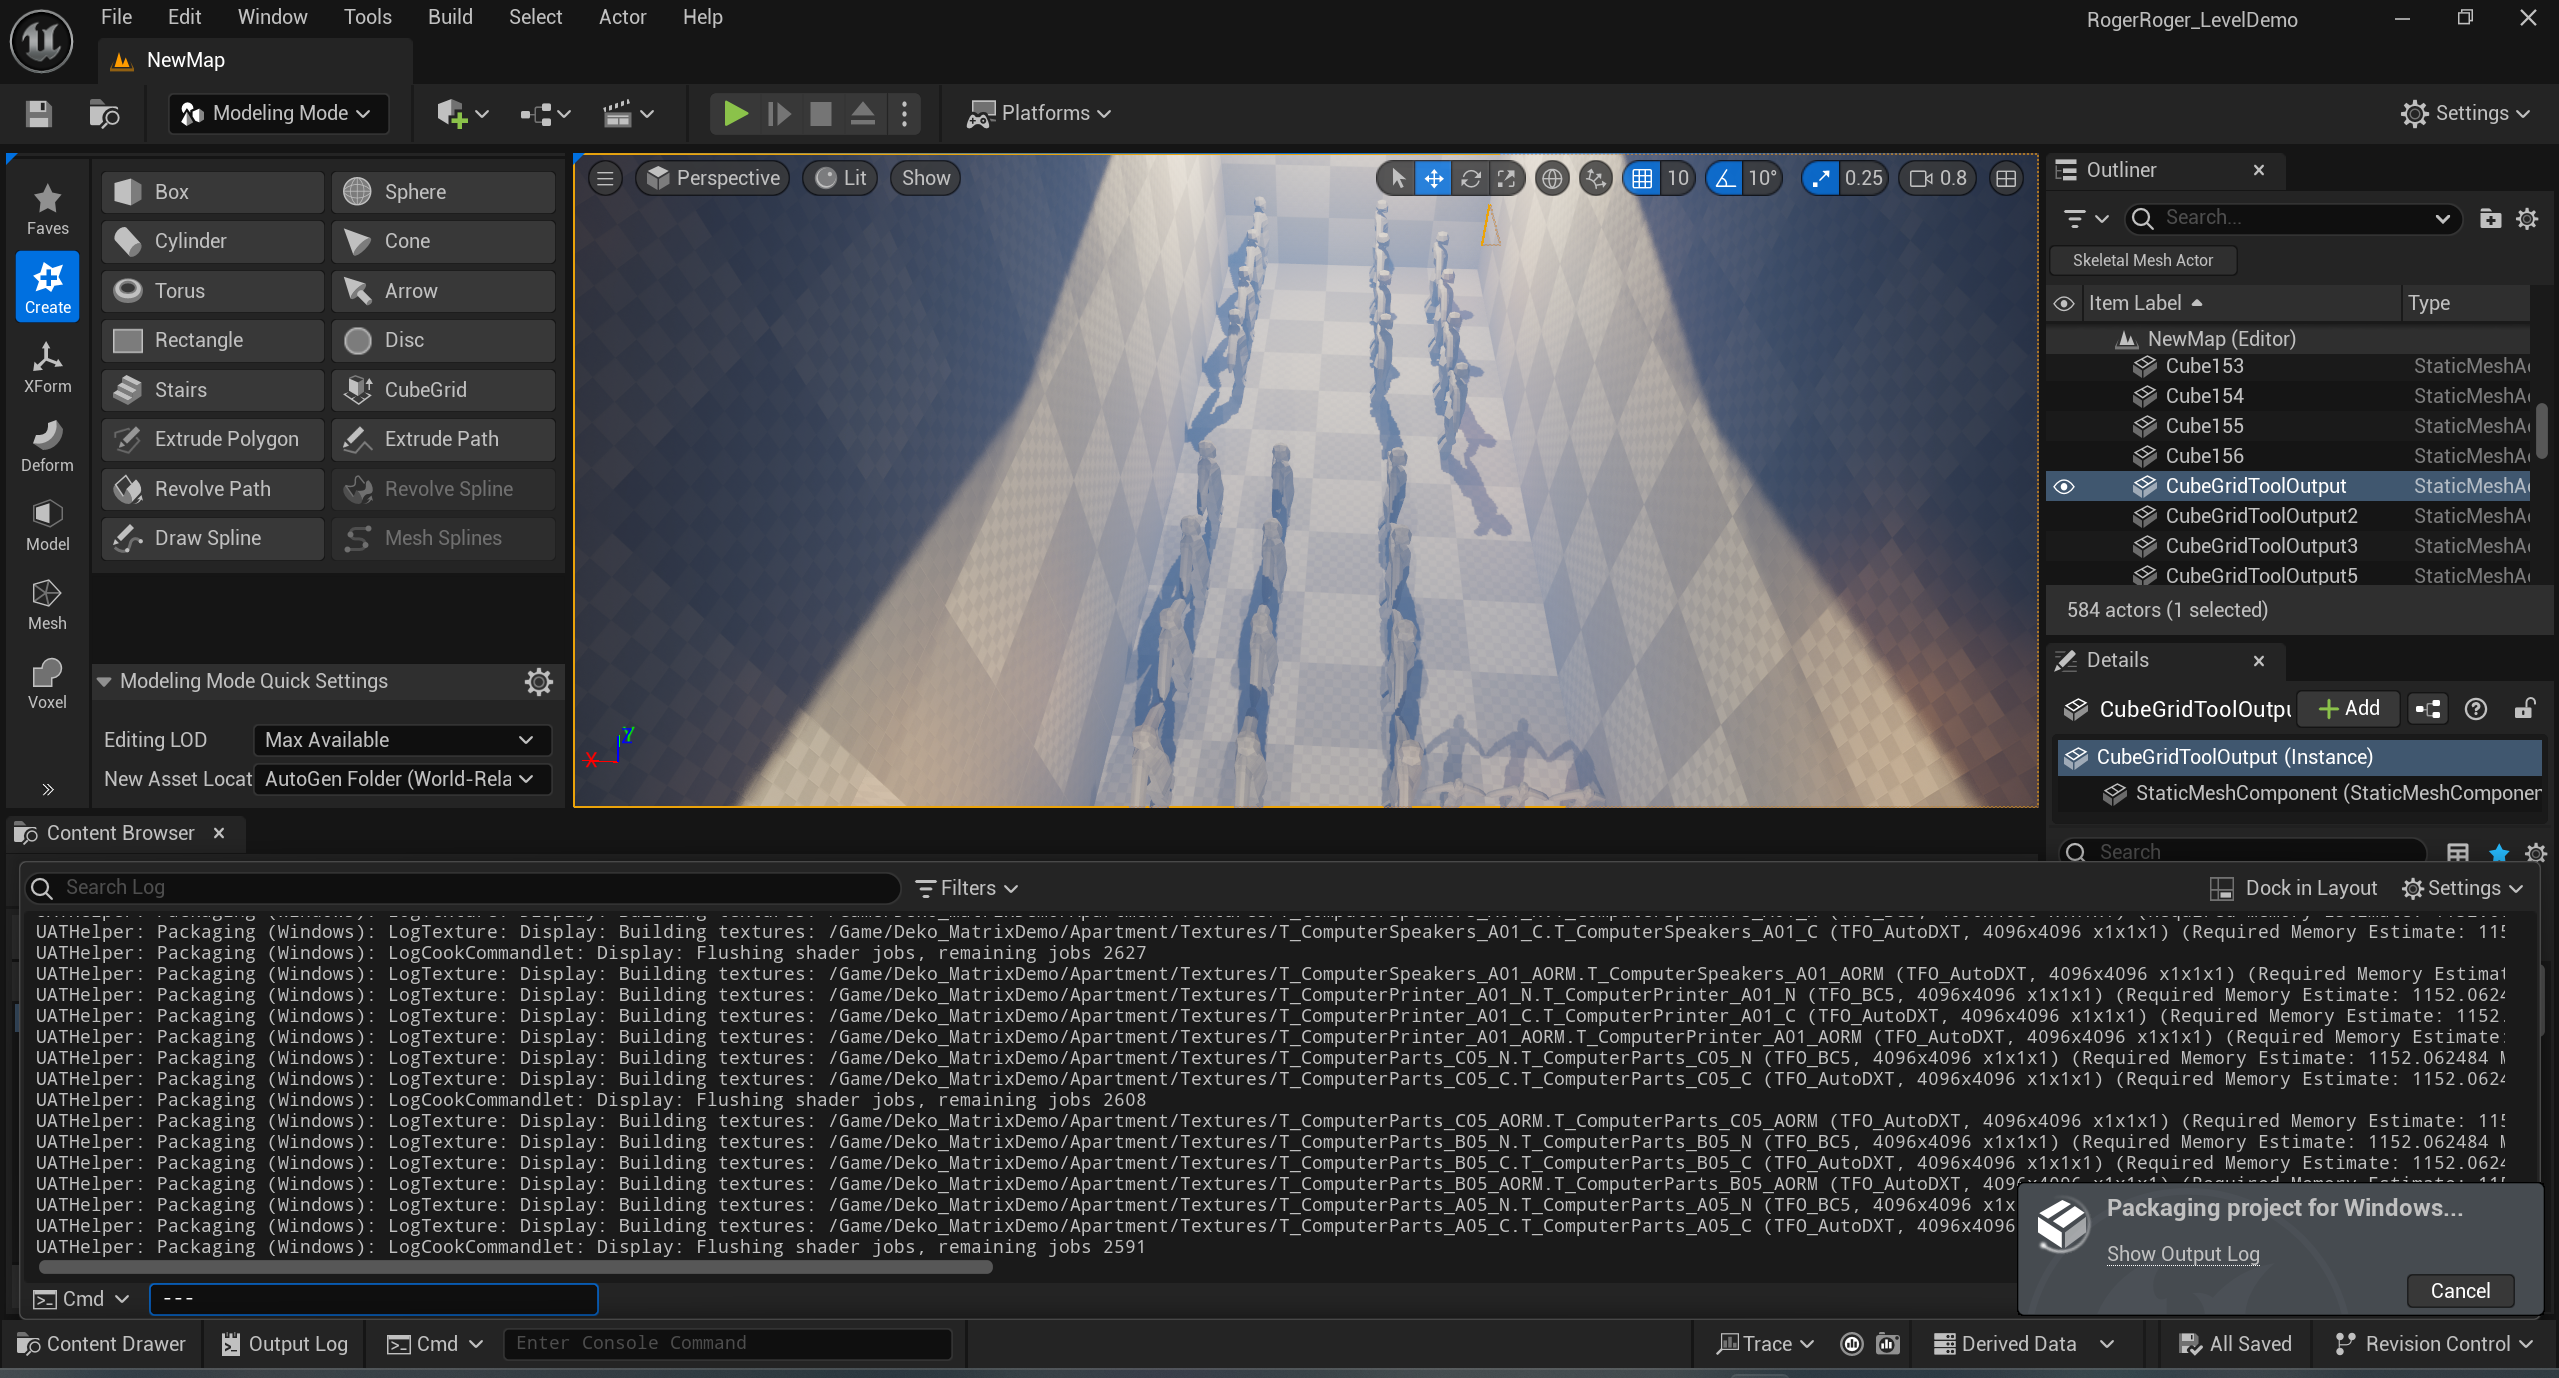 File Edit Window Tools Build Select Actor Help
RogerRoger_LevelDemo
NewMap
Modeling Mode
Platforms
Settings
Faves
Create
XForm
Deform
Model
Mesh
Voxel
Box Sphere
Cylinder Cone
Torus Arrow
Rectangle Disc
Stairs CubeGrid
Extrude Polygon Extrude Path
Revolve Path Revolve Spline
Draw Spline Mesh Splines
Modeling Mode Quick Settings
Editing LOD Max Available
New Asset Locat AutoGen Folder (World-Rela
Perspective Lit Show
10 10° 0.25 0.8
X Y
Outliner
Search...
Skeletal Mesh Actor
Item Label Type
NewMap (Editor)
Cube153 StaticMeshA
Cube154 StaticMeshA
Cube155 StaticMeshA
Cube156 StaticMeshA
CubeGridToolOutput StaticMeshA
CubeGridToolOutput2 StaticMeshA
CubeGridToolOutput3 StaticMeshA
CubeGridToolOutput5 StaticMeshA
584 actors (1 selected)
Details
CubeGridToolOutpu Add
CubeGridToolOutput (Instance)
StaticMeshComponent (StaticMeshComponen
Search
Content Browser
Search Log Filters Dock in Layout Settings
UATHelper: Packaging (Windows): LogTexture: Display: Building textures: /Game/Deko_MatrixDemo/Apartment/Textures/T_ComputerSpeakers_A01_C.T_ComputerSpeakers_A01_C (TFO_AutoDXT, 4096x4096 x1x1x1) (Required Memory Estimate: 115
UATHelper: Packaging (Windows): LogCookCommandlet: Display: Flushing shader jobs, remaining jobs 2627
UATHelper: Packaging (Windows): LogTexture: Display: Building textures: /Game/Deko_MatrixDemo/Apartment/Textures/T_ComputerSpeakers_A01_AORM.T_ComputerSpeakers_A01_AORM (TFO_AutoDXT, 4096x4096 x1x1x1) (Required Memory Estimat
UATHelper: Packaging (Windows): LogTexture: Display: Building textures: /Game/Deko_MatrixDemo/Apartment/Textures/T_ComputerPrinter_A01_N.T_ComputerPrinter_A01_N (TFO_BC5, 4096x4096 x1x1x1) (Required Memory Estimate: 1152.0624
UATHelper: Packaging (Windows): LogTexture: Display: Building textures: /Game/Deko_MatrixDemo/Apartment/Textures/T_ComputerPrinter_A01_C.T_ComputerPrinter_A01_C (TFO_AutoDXT, 4096x4096 x1x1x1) (Required Memory Estimate: 1152.
UATHelper: Packaging (Windows): LogTexture: Display: Building textures: /Game/Deko_MatrixDemo/Apartment/Textures/T_ComputerPrinter_A01_AORM.T_ComputerPrinter_A01_AORM (TFO_AutoDXT, 4096x4096 x1x1x1) (Required Memory Estimate:
UATHelper: Packaging (Windows): LogTexture: Display: Building textures: /Game/Deko_MatrixDemo/Apartment/Textures/T_ComputerParts_C05_N.T_ComputerParts_C05_N (TFO_BC5, 4096x4096 x1x1x1) (Required Memory Estimate: 1152.062484 M
UATHelper: Packaging (Windows): LogTexture: Display: Building textures: /Game/Deko_MatrixDemo/Apartment/Textures/T_ComputerParts_C05_C.T_ComputerParts_C05_C (TFO_AutoDXT, 4096x4096 x1x1x1) (Required Memory Estimate: 1152.0624
UATHelper: Packaging (Windows): LogCookCommandlet: Display: Flushing shader jobs, remaining jobs 2608
UATHelper: Packaging (Windows): LogTexture: Display: Building textures: /Game/Deko_MatrixDemo/Apartment/Textures/T_ComputerParts_C05_AORM.T_ComputerParts_C05_AORM (TFO_AutoDXT, 4096x4096 x1x1x1) (Required Memory Estimate: 115
UATHelper: Packaging (Windows): LogTexture: Display: Building textures: /Game/Deko_MatrixDemo/Apartment/Textures/T_ComputerParts_B05_N.T_ComputerParts_B05_N (TFO_BC5, 4096x4096 x1x1x1) (Required Memory Estimate: 1152.062484 M
UATHelper: Packaging (Windows): LogTexture: Display: Building textures: /Game/Deko_MatrixDemo/Apartment/Textures/T_ComputerParts_B05_C.T_ComputerParts_B05_C (TFO_AutoDXT, 4096x4096 x1x1x1) (Required Memory Estimate: 1152.0624
UATHelper: Packaging (Windows): LogTexture: Display: Building textures: /Game/Deko_MatrixDemo/Apartment/Textures/T_ComputerParts_B05_AORM.T_ComputerParts_B05_AORM (TFO_AutoDXT,
UATHelper: Packaging (Windows): LogTexture: Display: Building textures: /Game/Deko_MatrixDemo/Apartment/Textures/T_ComputerParts_A05_N.T_ComputerParts_A05_N (TFO_BC5, 4096x4096 x1x
UATHelper: Packaging (Windows): LogTexture: Display: Building textures: /Game/Deko_MatrixDemo/Apartment/Textures/T_ComputerParts_A05_C.T_ComputerParts_A05_C (TFO_AutoDXT, 4096x4096
UATHelper: Packaging (Windows): LogCookCommandlet: Display: Flushing shader jobs, remaining jobs 2591
Packaging project for Windows...
Show Output Log
Cancel
Cmd ---
Content Drawer Output Log Cmd Enter Console Command Trace Derived Data All Saved Revision Control